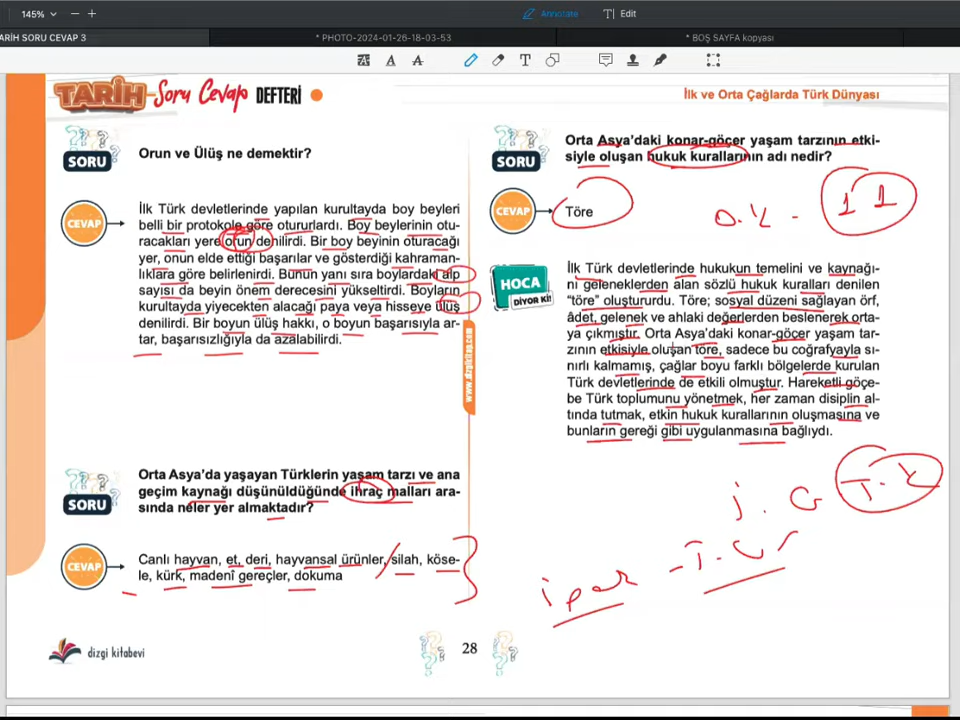 145%
Annotate
Edit
TARİH SORU CEVAP 3
* PHOTO-2024-01-26-18-03-53
* BOŞ SAYFA kopyası
TARİH Soru Cevap DEFTERİ
İlk ve Orta Çağlarda Türk Dünyası
SORU
Orun ve Ülüş ne demektir?
CEVAP
İlk Türk devletlerinde yapılan kurultayda boy beyleri
belli bir protokole göre otururlardı. Boy beylerinin otu-
racakları yere orun denilirdi. Bir boy beyinin oturacağı
yer, onun elde ettiği başarılar ve gösterdiği kahraman-
lıklara göre belirlenirdi. Bunun yanı sıra boylardaki alp
sayısı da beyin önem derecesini yükseltirdi. Boyların
kurultayda yiyecekten alacağı paya veya hisseye ülüş
denilirdi. Bir boyun ülüş hakkı, o boyun başarısıyla ar-
tar, başarısızlığıyla da azalabilirdi.
www.dizgikitap.com
SORU
Orta Asya’da yaşayan Türklerin yaşam tarzı ve ana
geçim kaynağı düşünüldüğünde ihraç malları ara-
sında neler yer almaktadır?
CEVAP
Canlı hayvan, et, deri, hayvansal ürünler, silah, köse-
le, kürk, madenî gereçler, dokuma
SORU
Orta Asya’daki konar-göçer yaşam tarzının etki-
siyle oluşan hukuk kurallarının adı nedir?
CEVAP
Töre
1 1
HOCA
DİYOR Kİ!
İlk Türk devletlerinde hukukun temelini ve kaynağı-
nı geleneklerden alan sözlü hukuk kuralları denilen
“töre” oluştururdu. Töre; sosyal düzeni sağlayan örf,
âdet, gelenek ve ahlaki değerlerden beslenerek orta-
ya çıkmıştır. Orta Asya’daki konar-göçer yaşam tar-
zının etkisiyle oluşan töre, sadece bu coğrafyayla sı-
nırlı kalmamış, çağlar boyu farklı bölgelerde kurulan
Türk devletlerinde de etkili olmuştur. Hareketli göçe-
be Türk toplumunu yönetmek, her zaman disiplin al-
tında tutmak, etkin hukuk kurallarının oluşmasına ve
bunların gereği gibi uygulanmasına bağlıydı.
ipek
dizgi kitabevi
28